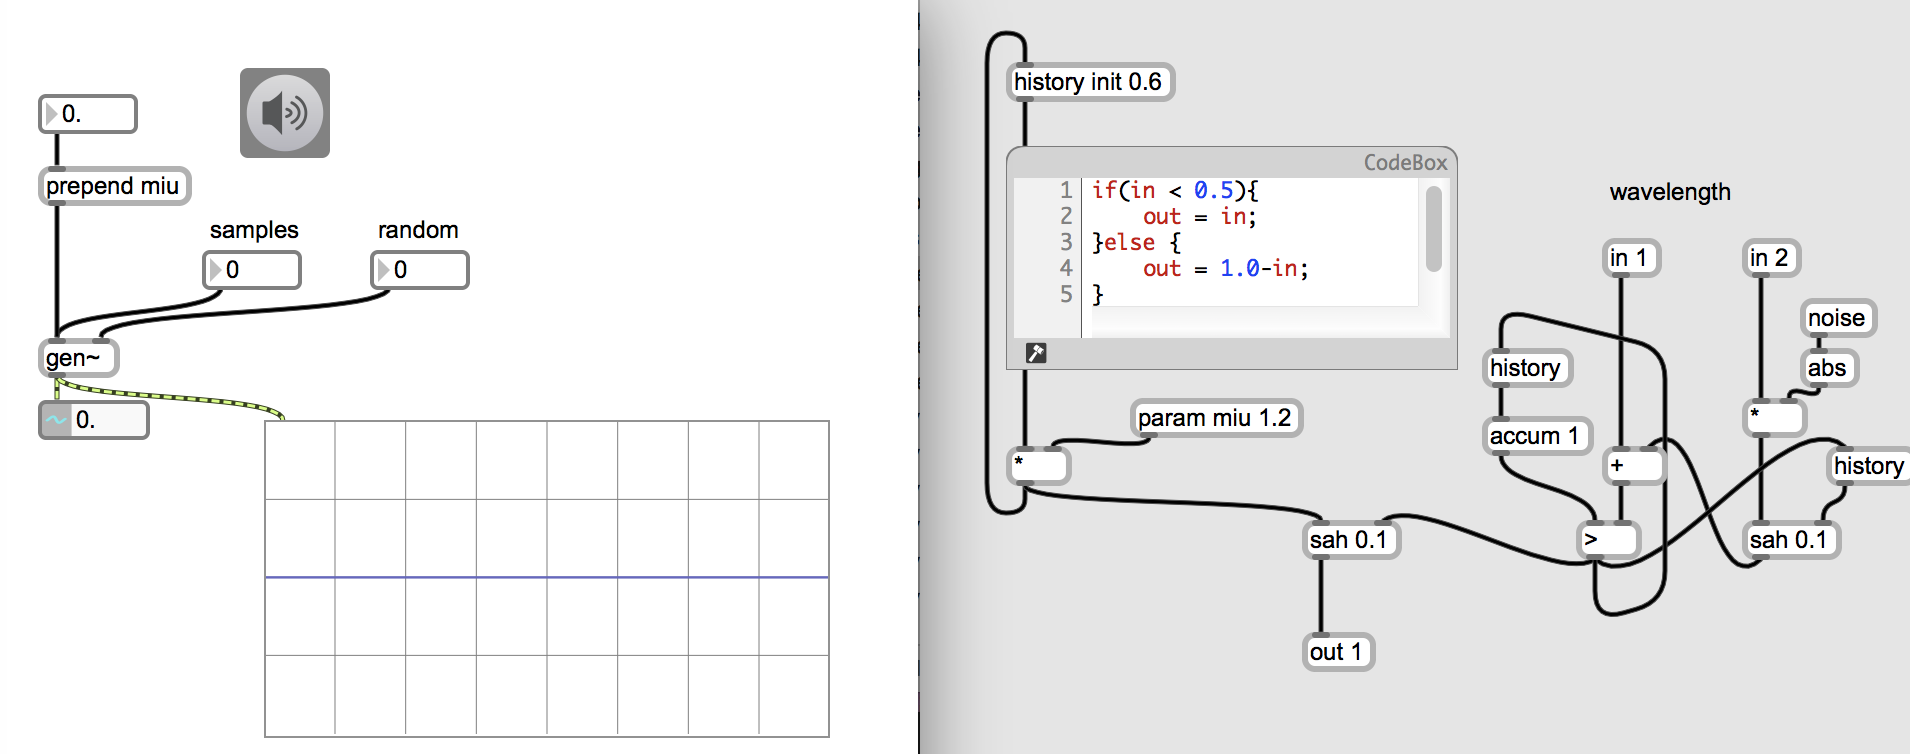 0.
prepend miu
samples
random
0
0
gen~
~
0.
history init 0.6
CodeBox
1 if(in < 0.5){
2     out = in;
3 }else {
4     out = 1.0-in;
5 }
param miu 1.2
*
sah 0.1
out 1
wavelength
in 1
in 2
noise
abs
history
accum 1
+
*
history
>
sah 0.1